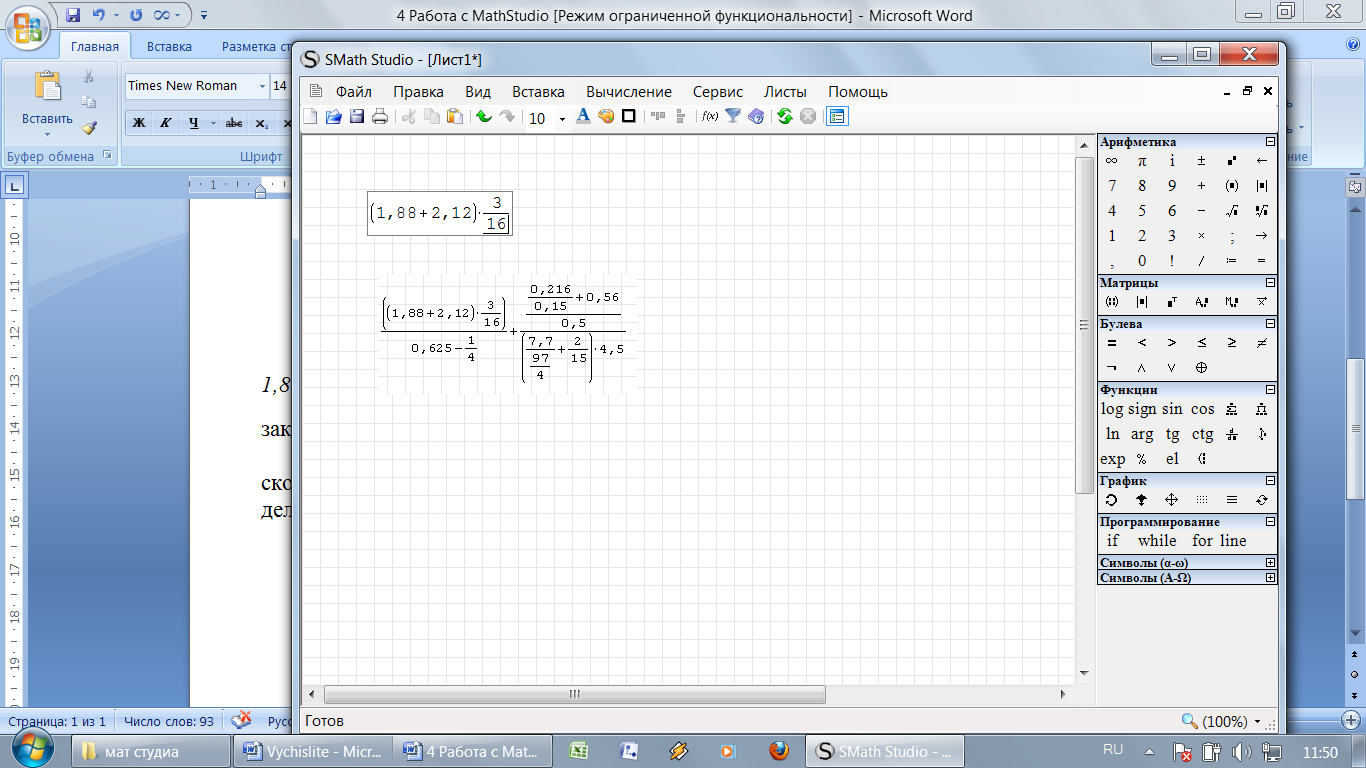 4 Работа с MathStudio [Режим ограниченной функциональности] - Microsoft Word
Главная Вставка Разметка ст
SMath Studio - [Лист1*]
Файл Правка Вид Вставка Вычисление Сервис Листы Помощь
Times New Roman 14
10 f(x)
Вставить
Ж К Ч abc x₂
Буфер обмена Шрифт
(1,88+2,12)·3/16
((1,88+2,12)·3/16)/(0,625-1/4)+((0,216/0,15+0,56)/0,5)/((7,7/(97/4)+2/15)·4,5)
1,8
зак
ско
дел
Арифметика
∞ π i ± ←
7 8 9 +
4 5 6 −
1 2 3 × ; →
, 0 ! / := =
Матрицы
Булева
= < > ≤ ≥ ≠
¬ ∧ ∨ ⊕
Функции
log sign sin cos
ln arg tg ctg
exp % el
График
Программирование
if while for line
Символы (α-ω)
Символы (Α-Ω)
Готов (100%)
Страница: 1 из 1 Число слов: 93 Русс
мат студиа Vychislite - Micr... 4 Работа с Mat... SMath Studio - ... RU 11:50